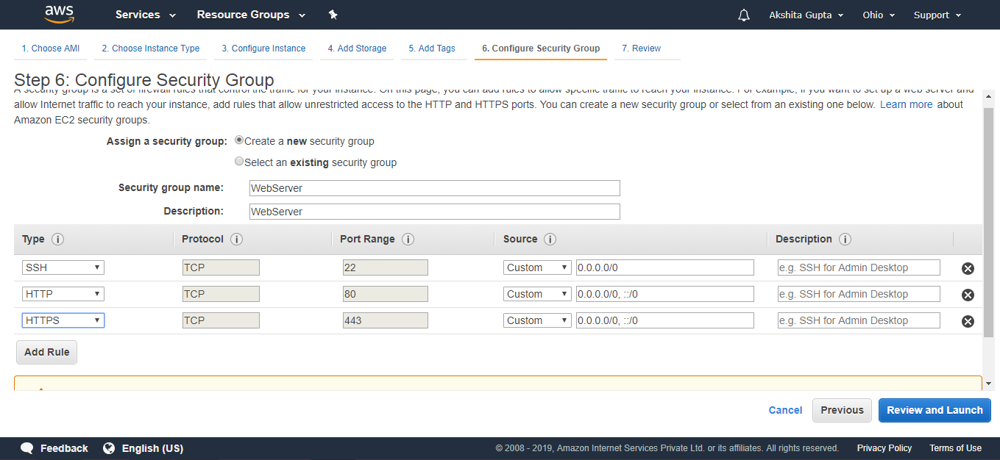 aws Services Resource Groups Akshita Gupta Ohio Support
1. Choose AMI 2. Choose Instance Type 3. Configure Instance 4. Add Storage 5. Add Tags 6. Configure Security Group 7. Review
Step 6: Configure Security Group
A security group is a set of firewall rules that control the traffic for your instance. On this page, you can add rules to allow specific traffic to reach your instance. For example, if you want to set up a web server and
allow Internet traffic to reach your instance, add rules that allow unrestricted access to the HTTP and HTTPS ports. You can create a new security group or select from an existing one below. Learn more about
Amazon EC2 security groups.
Assign a security group: Create a new security group
Select an existing security group
Security group name: WebServer
Description: WebServer
Type i Protocol i Port Range i Source i Description i
SSH TCP 22 Custom 0.0.0.0/0 e.g. SSH for Admin Desktop
HTTP TCP 80 Custom 0.0.0.0/0, ::/0 e.g. SSH for Admin Desktop
HTTPS TCP 443 Custom 0.0.0.0/0, ::/0 e.g. SSH for Admin Desktop
Add Rule
Cancel Previous Review and Launch
Feedback English (US) © 2008 - 2019, Amazon Internet Services Private Ltd. or its affiliates. All rights reserved. Privacy Policy Terms of Use